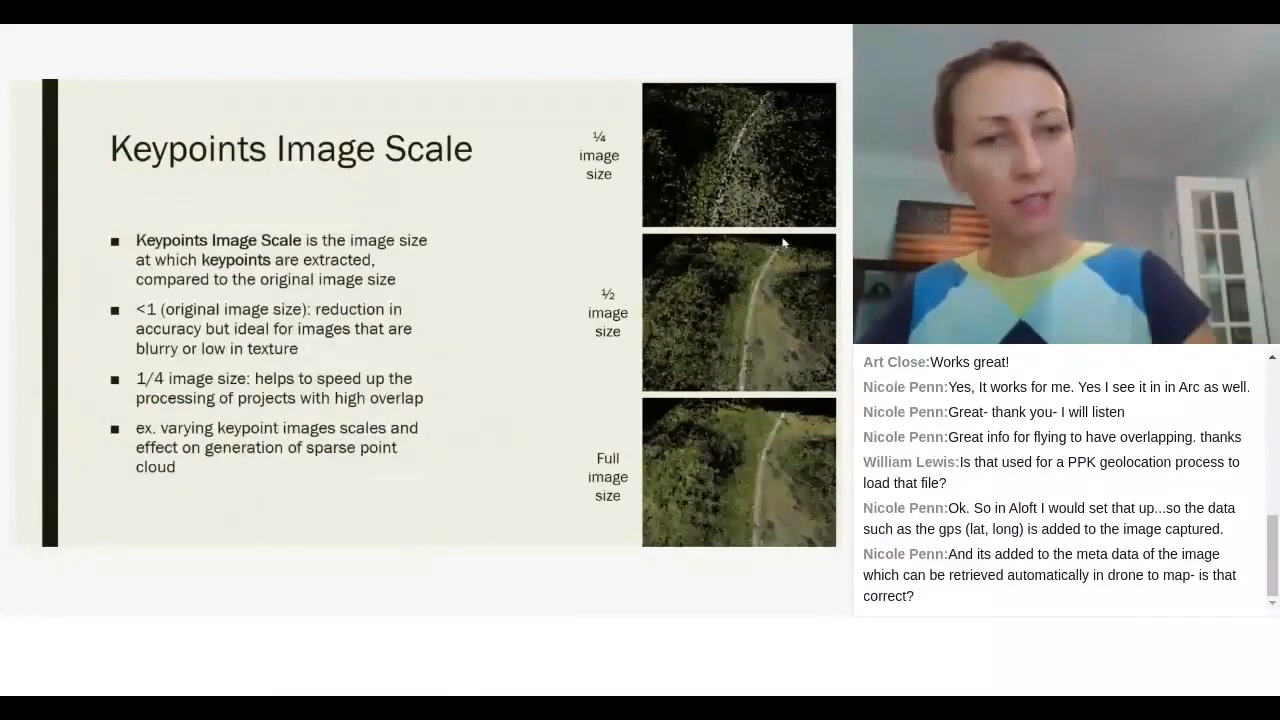 Keypoints Image Scale
Keypoints Image Scale is the image size
at which keypoints are extracted,
compared to the original image size
<1 (original image size): reduction in
accuracy but ideal for images that are
blurry or low in texture
1/4 image size: helps to speed up the
processing of projects with high overlap
ex. varying keypoint images scales and
effect on generation of sparse point
cloud
¼
image
size
½
image
size
Full
image
size
Art Close:Works great!
Nicole Penn:Yes, It works for me. Yes I see it in in Arc as well.
Nicole Penn:Great- thank you- I will listen
Nicole Penn:Great info for flying to have overlapping. thanks
William Lewis:Is that used for a PPK geolocation process to
load that file?
Nicole Penn:Ok. So in Aloft I would set that up...so the data
such as the gps (lat, long) is added to the image captured.
Nicole Penn:And its added to the meta data of the image
which can be retrieved automatically in drone to map- is that
correct?